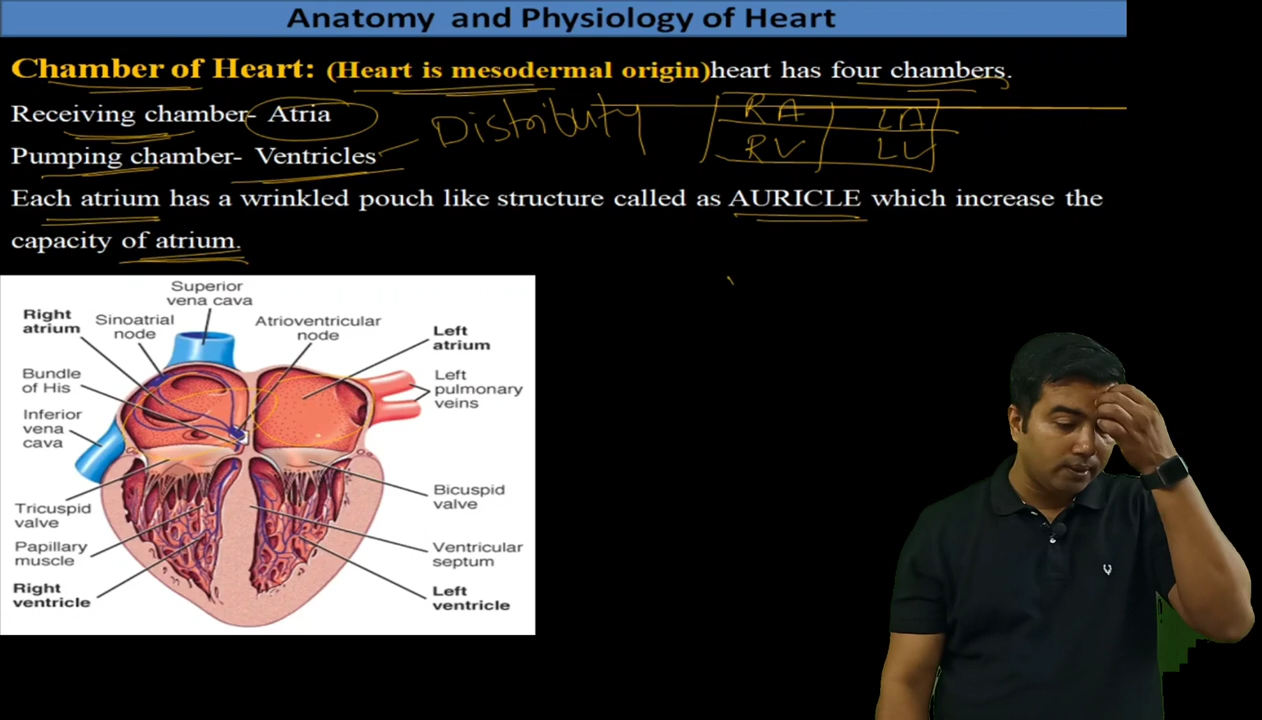 Anatomy and Physiology of Heart
Chamber of Heart: (Heart is mesodermal origin)heart has four chambers.
Receiving chamber- Atria
Distributy
RA LA
Pumping chamber- Ventricles
RV LV
Each atrium has a wrinkled pouch like structure called as AURICLE which increase the
capacity of atrium.
Superior
vena cava
Right
atrium
Sinoatrial
node
Atrioventricular
node
Left
atrium
Bundle
of His
Left
pulmonary
veins
Inferior
vena
cava
Tricuspid
valve
Bicuspid
valve
Papillary
muscle
Ventricular
septum
Right
ventricle
Left
ventricle